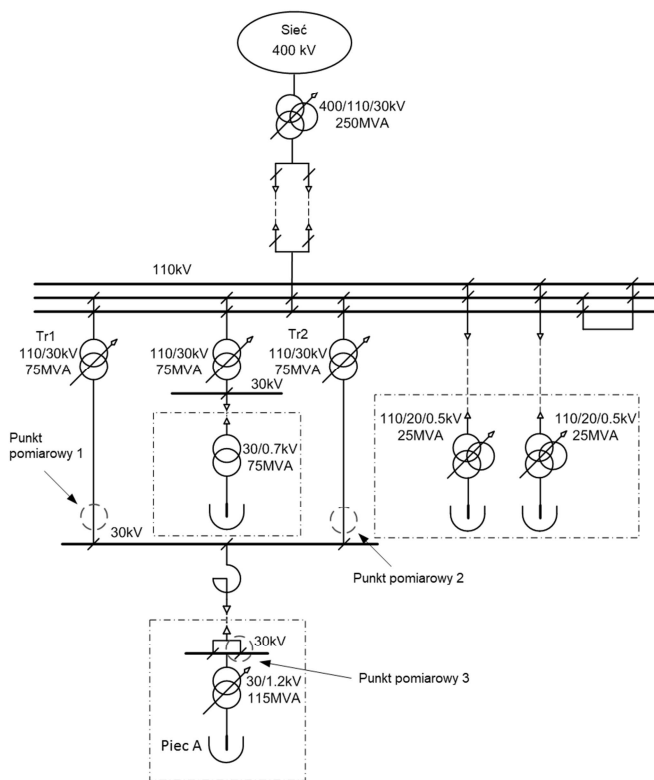 Sieć
400 kV
400/110/30kV
250MVA
110kV
Tr1
110/30kV
75MVA
110/30kV
75MVA
Tr2
110/30kV
75MVA
30kV
110/20/0.5kV
25MVA
110/20/0.5kV
25MVA
30/0.7kV
75MVA
Punkt
pomiarowy 1
30kV
Punkt pomiarowy 2
30kV
Punkt pomiarowy 3
30/1.2kV
115MVA
Piec A